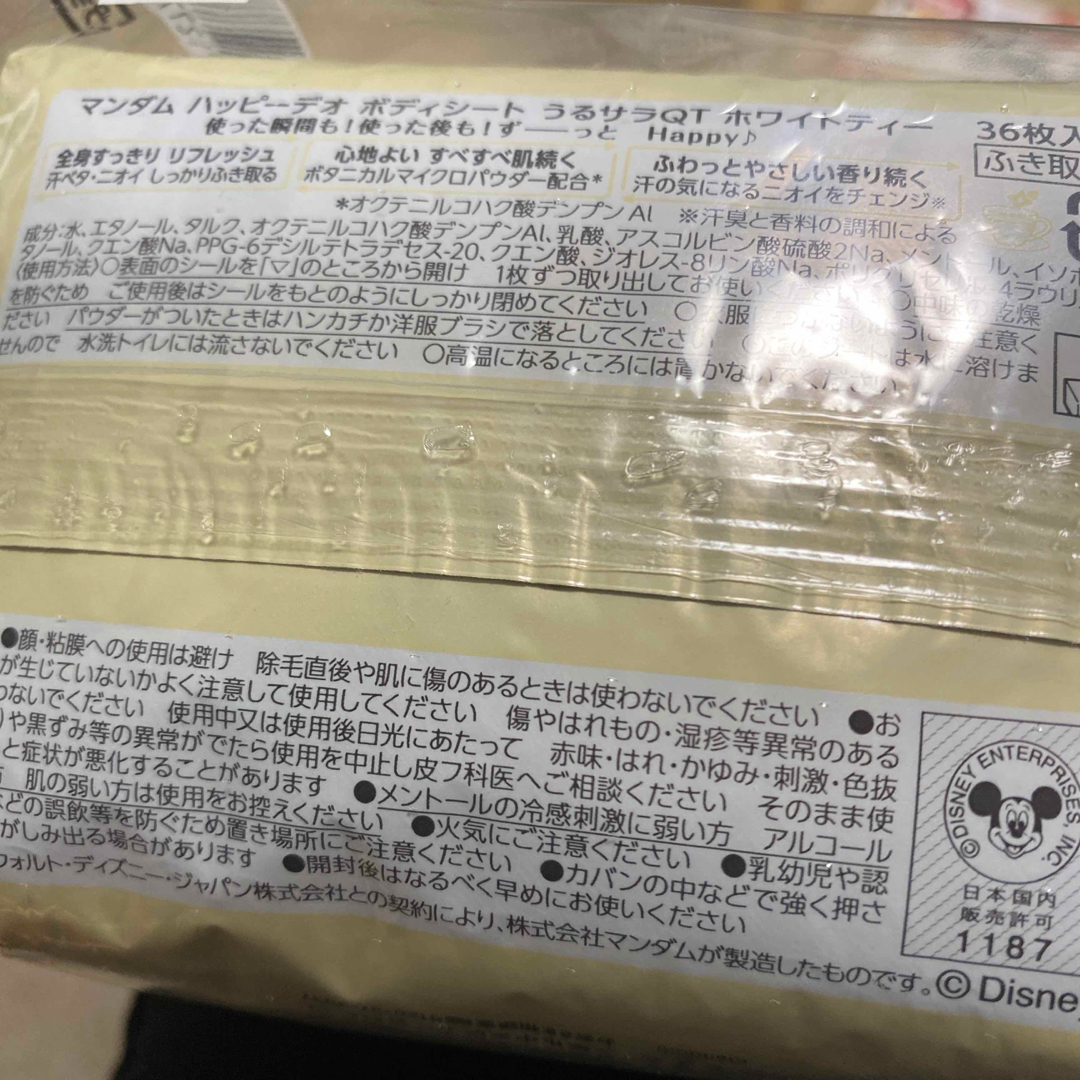 マンダム ハッピーデオ ボディシート うるサラQT ホワイトティー 36枚入
使った瞬間も!使った後も!ずーーっと Happy♪
ふき取
全身すっきり リフレッシュ
汗ベタ・ニオイ しっかりふき取る
心地よい すべすべ肌続く
ボタニカルマイクロパウダー配合*
ふわっとやさしい香り続く
汗の気になるニオイをチェンジ※
*オクテニルコハク酸デンプンAl ※汗臭と香料の調和による
成分:水、エタノール、タルク、オクテニルコハク酸デンプンAl、乳酸、アスコルビン酸硫酸2Na、メントール、イソ
タノール、クエン酸Na、PPG-6デシルテトラデセス-20、クエン酸、ジオレス-8リン酸Na、4ラウリ
〈使用方法〉○表面のシールを「▽」のところから開け 1枚ずつ取り出してお使いください 乾燥
を防ぐため ご使用後はシールをもとのようにしっかり閉めてください 注意く
ださい パウダーがついたときはハンカチか洋服ブラシで落としてください は水に溶けま
せんので 水洗トイレには流さないでください ○高温になるところには置かないでください
●顔・粘膜への使用は避け 除毛直後や肌に傷のあるときは使わないでください ●お
が生じていないかよく注意して使用してください 傷やはれもの・湿疹等異常のある
わないでください 使用中又は使用後日光にあたって 赤味・はれ・かゆみ・刺激・色抜
)や黒ずみ等の異常がでたら使用を中止し皮フ科医へご相談ください そのまま使
と症状が悪化することがあります ●メントールの冷感刺激に弱い方 アルコール
肌の弱い方は使用をお控えください ●火気にご注意ください ●乳幼児や認
どの誤飲等を防ぐため置き場所にご注意ください ●カバンの中などで強く押さ
がしみ出る場合があります ●開封後はなるべく早めにお使いください
フォルト・ディズニー・ジャパン株式会社との契約により、株式会社マンダムが製造したものです。© Disney
©DISNEY ENTERPRISES, INC.
日本国内
販売許可
1187